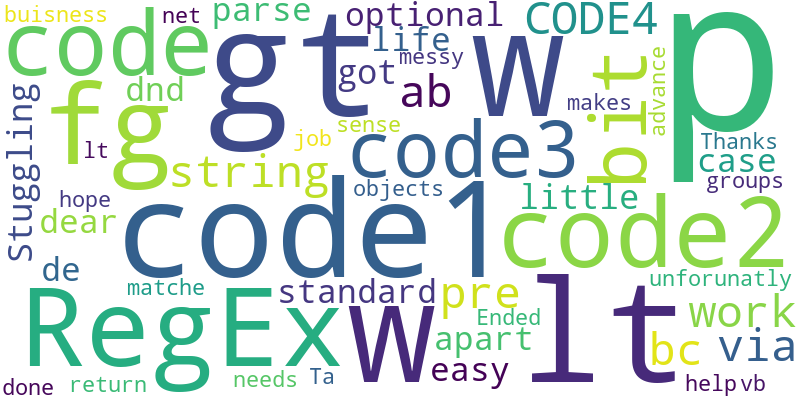 buisness
net
parse
optional
CODE4
p
code
gt
w
life
messy
got
ab
bit
advance
fg
dnd
makes
Stuggling
lt
job
sense
code3
Thanks
case
string
objects
groups
hope
dear
code1
little
code2
de
matche
standard
pre
unforunatly
RegEx
W
Ended
lt
work
apart
bc
via
easy
done
return
needs
Ta
help
vb